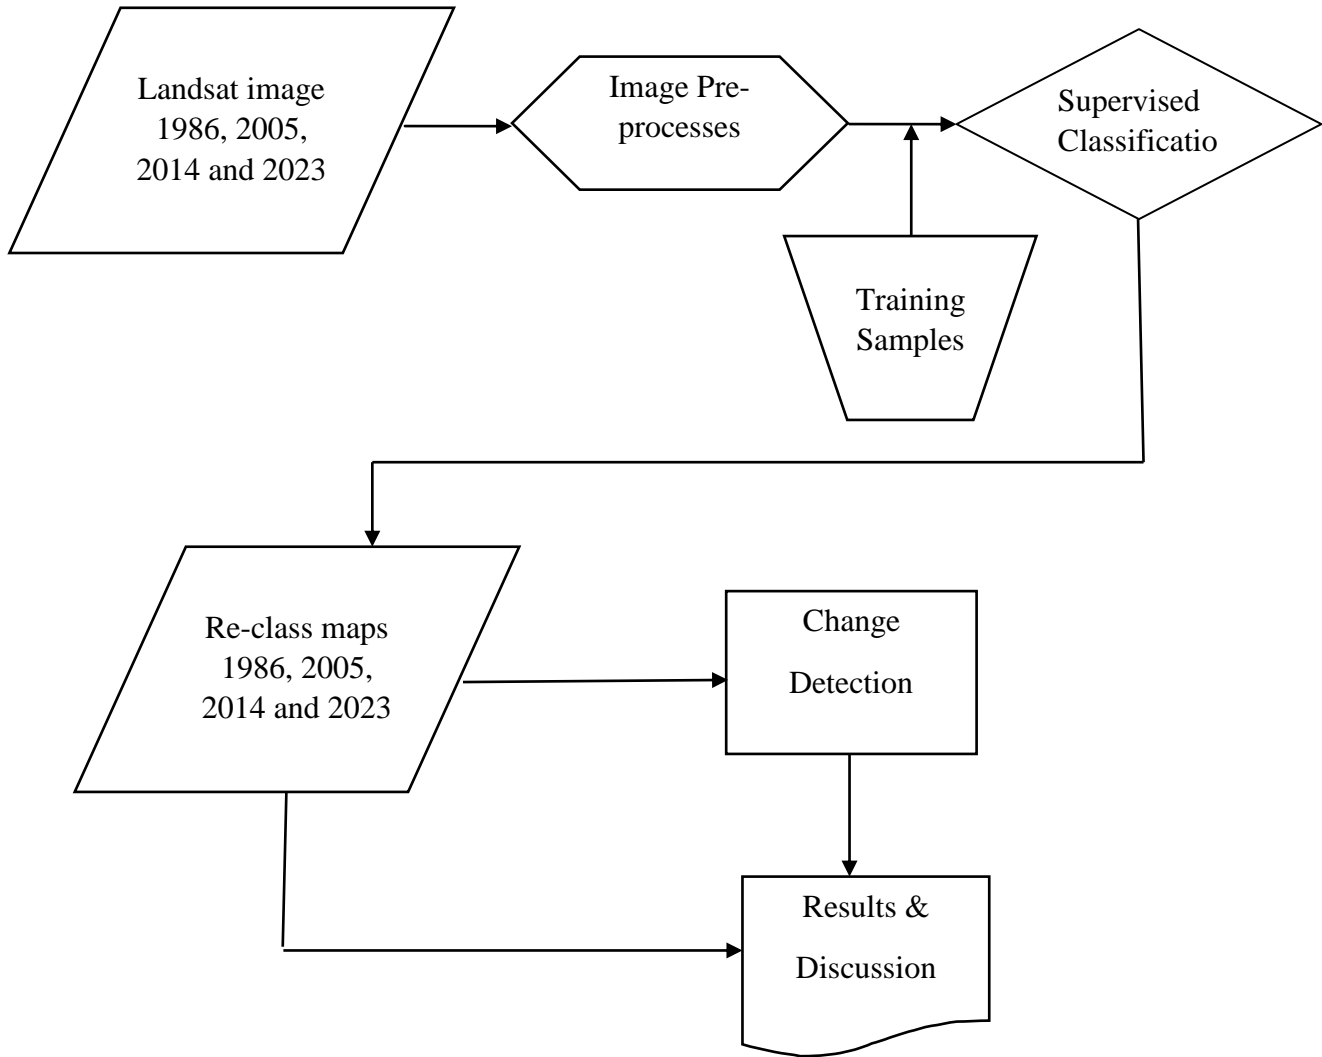 Landsat image
1986, 2005,
2014 and 2023
Image Pre-
processes
Supervised
Classificatio
Training
Samples
Re-class maps
1986, 2005,
2014 and 2023
Change
Detection
Results &
Discussion